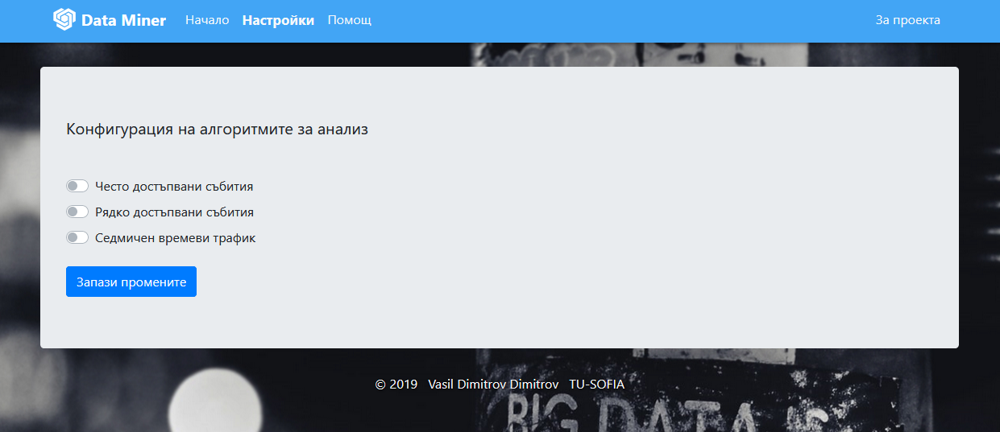 Data Miner Начало Настройки Помощ За проекта
Конфигурация на алгоритмите за анализ
Често достъпвани събития
Рядко достъпвани събития
Седмичен времеви трафик
Запази промените
© 2019 Vasil Dimitrov Dimitrov TU-SOFIA
BIG DATA is